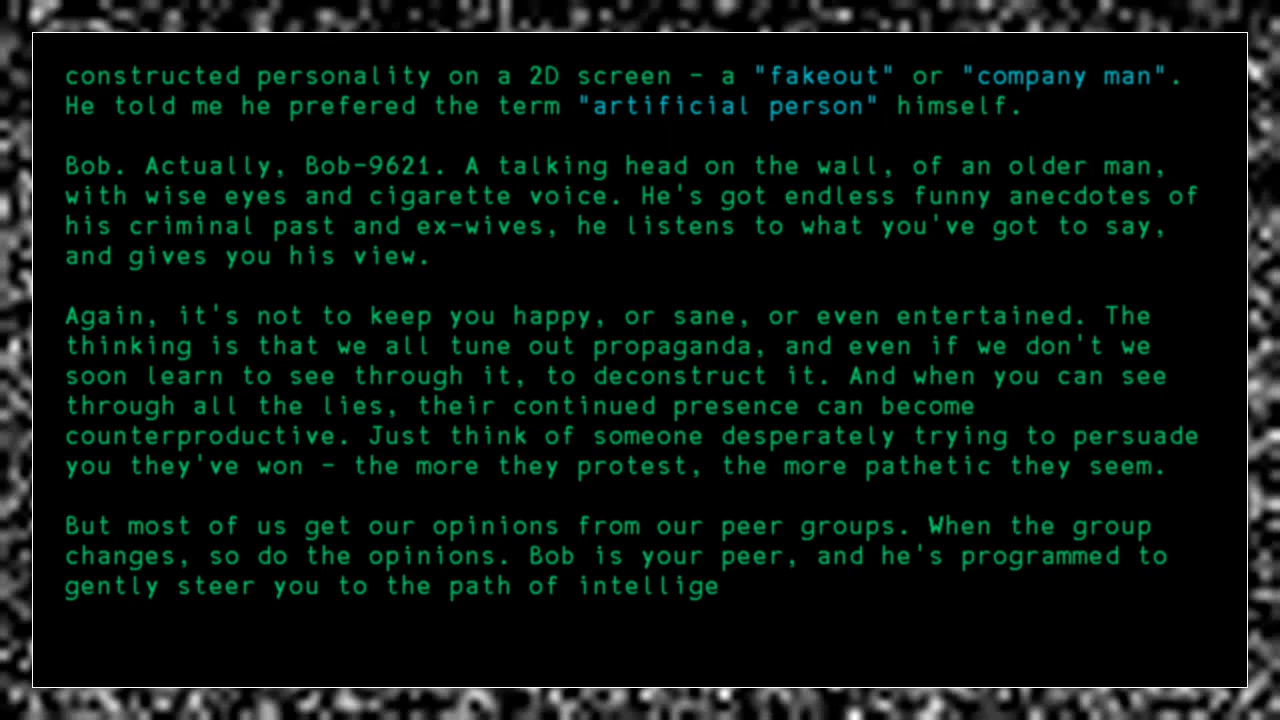 constructed personality on a 2D screen - a "fakeout" or "company man".
He told me he prefered the term "artificial person" himself.
Bob. Actually, Bob-9621. A talking head on the wall, of an older man,
with wise eyes and cigarette voice. He's got endless funny anecdotes of
his criminal past and ex-wives, he listens to what you've got to say,
and gives you his view.
Again, it's not to keep you happy, or sane, or even entertained. The
thinking is that we all tune out propaganda, and even if we don't we
soon learn to see through it, to deconstruct it. And when you can see
through all the lies, their continued presence can become
counterproductive. Just think of someone desperately trying to persuade
you they've won - the more they protest, the more pathetic they seem.
But most of us get our opinions from our peer groups. When the group
changes, so do the opinions. Bob is your peer, and he's programmed to
gently steer you to the path of intellige